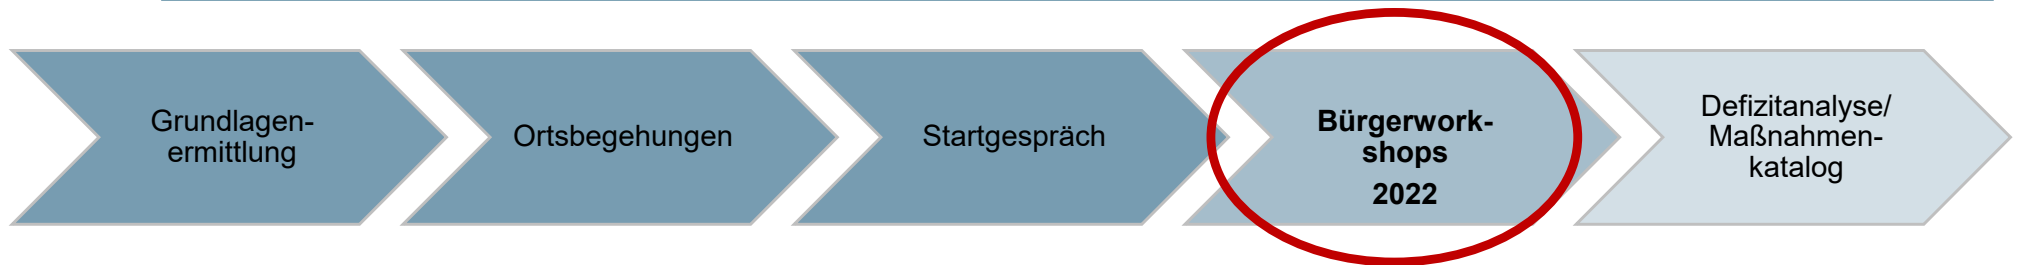 Grundlagen-
ermittlung
Ortsbegehungen
Startgespräch
Bürgerwork-
shops
2022
Defizitanalyse/
Maßnahmen-
katalog